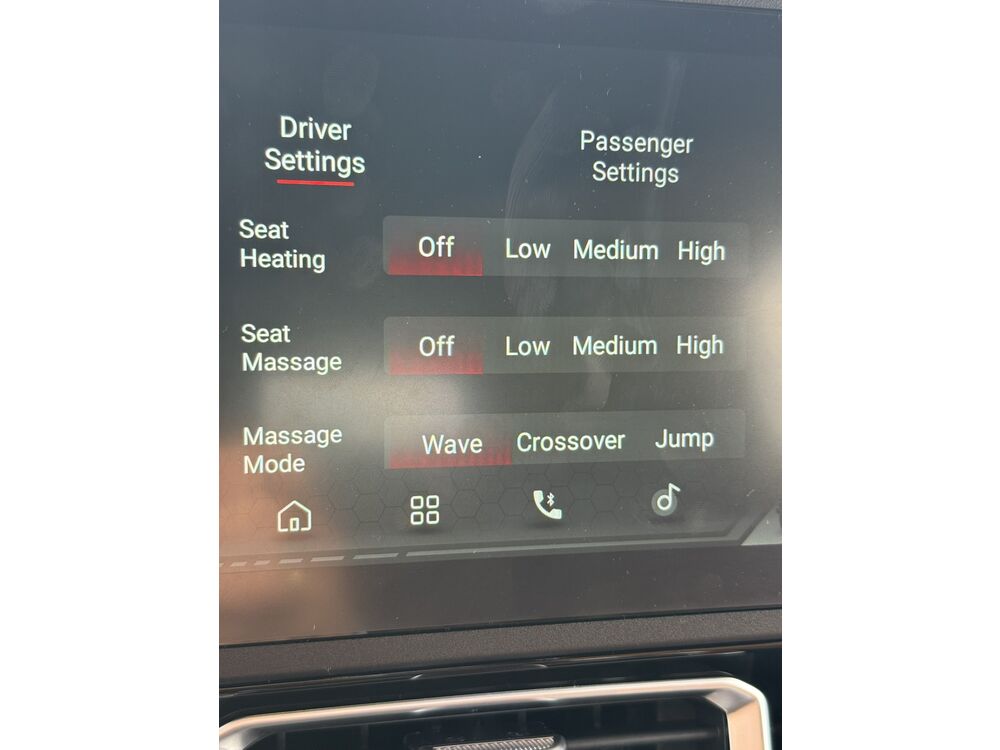 Driver
Settings
Passenger
Settings
Seat
Heating
Off Low Medium High
Seat
Massage
Off Low Medium High
Massage
Mode
Wave Crossover Jump